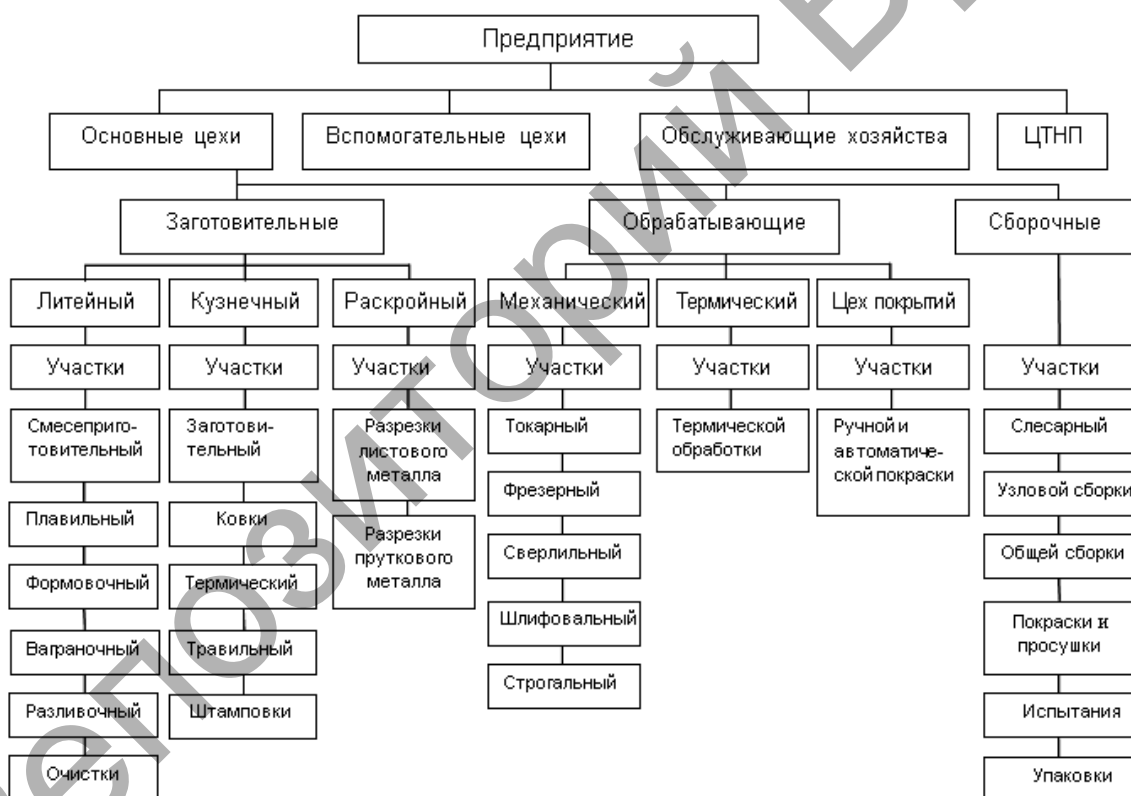 Предприятие
Основные цехи
Вспомогательные цехи
Обслуживающие хозяйства
ЦТНП
Заготовительные
Обрабатывающие
Сборочные
Литейный
Кузнечный
Раскройный
Механический
Термический
Цех покрытий
Участки
Участки
Участки
Участки
Участки
Участки
Участки
Смесеприго-
товительный
Плавильный
Формовочный
Ваграночный
Разливочный
Очистки
Заготови-
тельный
Ковки
Термический
Травильный
Штамповки
Разрезки
листового
металла
Разрезки
пруткового
металла
Токарный
Фрезерный
Сверлильный
Шлифовальный
Строгальный
Термической
обработки
Ручной и
автоматиче-
ской покраски
Слесарный
Узловой сборки
Общей сборки
Покраски и
просушки
Испытания
Упаковки